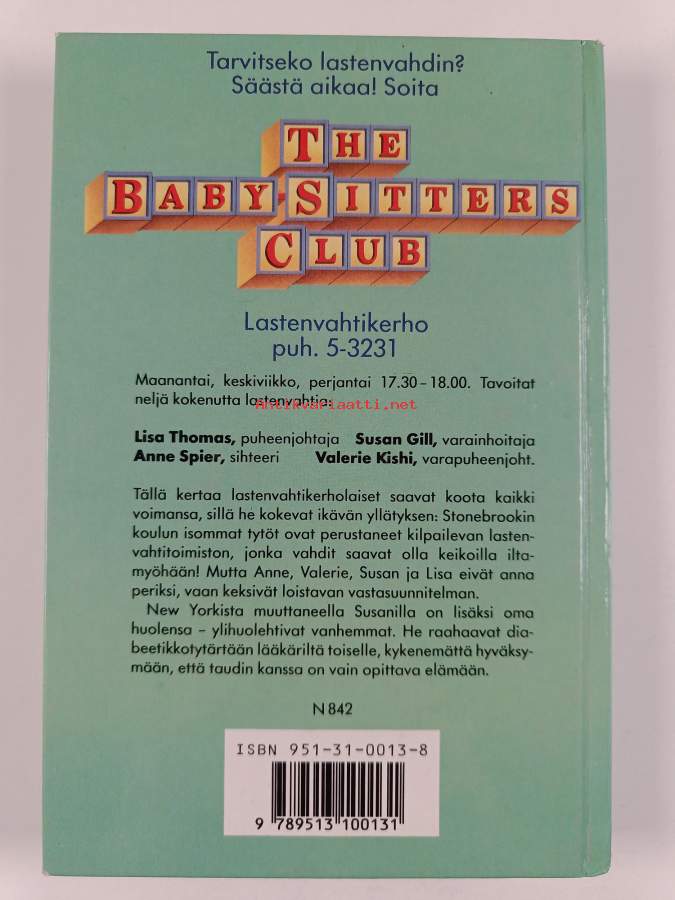 Tarvitseko lastenvahdin?
Säästä aikaa! Soita
THE
BABY-SITTERS
CLUB
Lastenvahtikerho
puh. 5-3231
Maanantai, keskiviikko, perjantai 17.30–18.00. Tavoitat
neljä kokenutta lastenvahtia:
Antikvariaatti.net
Lisa Thomas, puheenjohtaja Susan Gill, varainhoitaja
Anne Spier, sihteeri Valerie Kishi, varapuheenjoht.
Tällä kertaa lastenvahtikerholaiset saavat koota kaikki
voimansa, sillä he kokevat ikävän yllätyksen: Stonebrookin
koulun isommat tytöt ovat perustaneet kilpailevan lasten-
vahtitoimiston, jonka vahdit saavat olla keikoilla ilta-
myöhään! Mutta Anne, Valerie, Susan ja Lisa eivät anna
periksi, vaan keksivät loistavan vastasuunnitelman.
New Yorkista muuttaneella Susanilla on lisäksi oma
huolensa – ylihuolehtivat vanhemmat. He raahaavat dia-
beetikkotytärtään lääkäriltä toiselle, kykenemättä hyväksy-
mään, että taudin kanssa on vain opittava elämään.
N 842
ISBN 951-31-0013-8
9 789513 100131